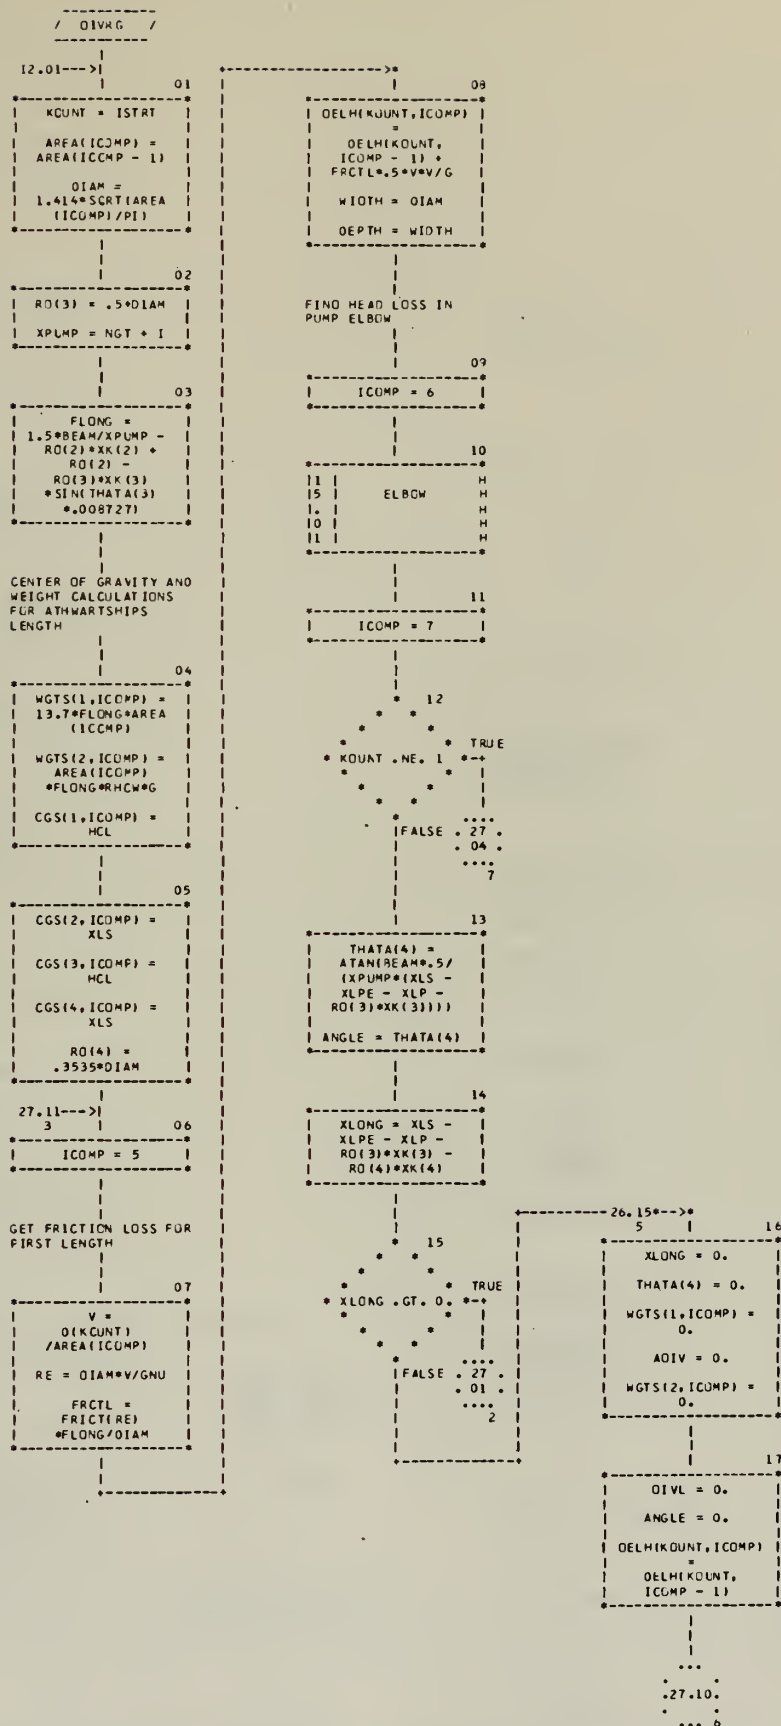 / OIVRG /
I2.01--->|
01
KCUNT = ISTRT
AREA(ICOMP) =
AREA(ICCMP - 1)
OIAM =
1.414*SCRT(AREA
(ICOMP)/PI)
02
RO(3) = .5*DIAM
XPUMP = NGT + I
03
FLONG =
1.5*BEAM/XPUMP -
RO(2)*XK(2) +
RO(2) -
RO(3)*XK(3)
*SIN(THATA(3)
*.008727)
CENTER OF GRAVITY AND
WEIGHT CALCULATIONS
FOR ATHWARTSHIPS
LENGTH
04
WGTS(1,ICOMP) =
13.7*FLONG*AREA
(ICCMP)
WGTS(2,ICOMP) =
AREA(ICOMP)
*FLONG*RHCW*G
CGS(1,ICOMP) =
HCL
05
CGS(2,ICOMP) =
XLS
CGS(3,ICOMP) =
HCL
CGS(4,ICOMP) =
XLS
RO(4) =
.3535*DIAM
27.11--->|
3
06
ICOMP = 5
GET FRICTION LOSS FOR
FIRST LENGTH
07
V =
O(KCUNT)
/AREA(ICOMP)
RE = OIAM*V/GNU
FRCTL =
FRICT(RE)
*FLONG/OIAM
08
OELH(KOUNT,ICOMP)
=
OELH(KOUNT,
ICOMP - 1) +
FRCTL*.5*V*V/G
WIOTH = OIAM
OEPTH = WIDTH
FINO HEAD LOSS IN
PUMP ELBOW
09
ICOMP = 6
10
|1 | H
|5 | ELBOW H
|. | H
|0 | H
|1 | H
11
ICOMP = 7
12
KOUNT .NE. 1
TRUE
FALSE
. 27 .
. 04 .
7
13
THATA(4) =
ATAN(BEAM*.5/
(XPUMP*(XLS -
XLPE - XLP -
RO(3)*XK(3))))
ANGLE = THATA(4)
14
XLONG = XLS -
XLPE - XLP -
RO(3)*XK(3) -
RO(4)*XK(4)
15
XLONG .GT. 0.
TRUE
FALSE
. 27 .
. 01 .
2
26.15*-->*
5
16
XLONG = 0.
THATA(4) = 0.
WGTS(1,ICOMP) =
0.
AOIV = 0.
WGTS(2,ICOMP) =
0.
17
OIVL = 0.
ANGLE = 0.
OELH(KOUNT,ICOMP)
=
OELH(KOUNT,
ICOMP - 1)
.27.10.
6